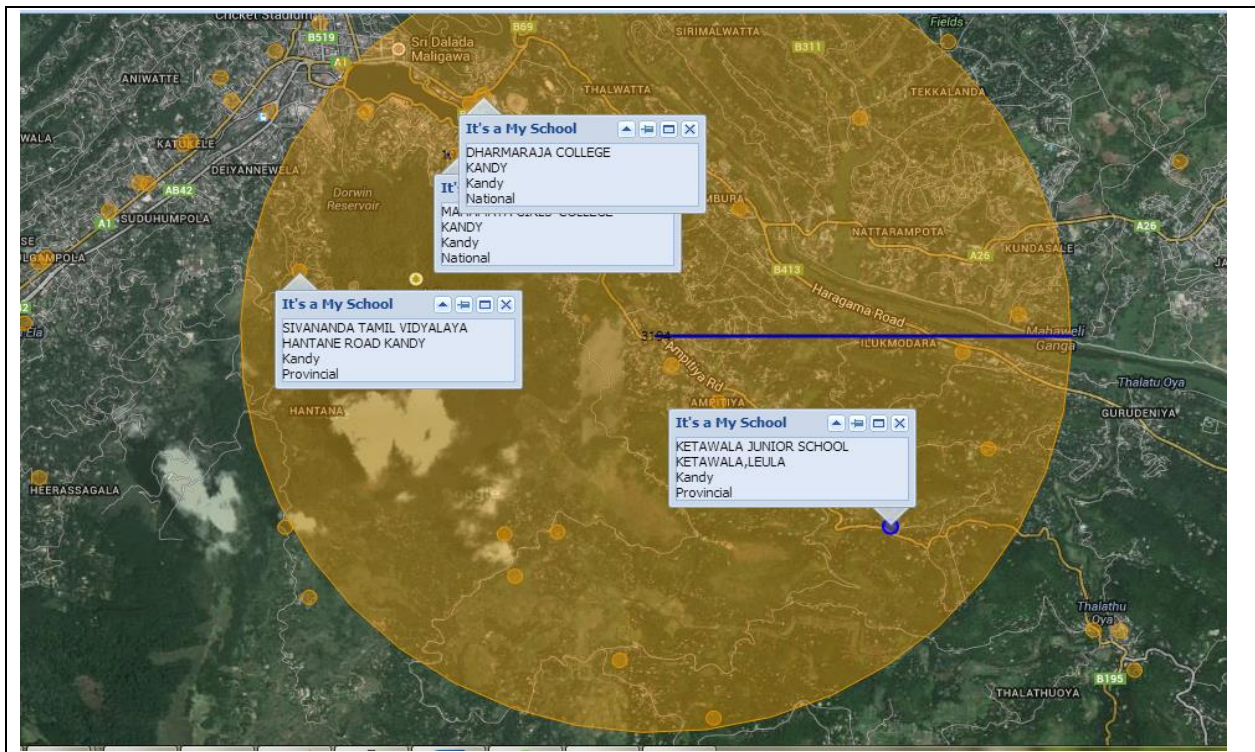 Cricket Stadium
Fields
B519
B69
SIRIMALWATTA
B311
Sri Dalada
Maligawa
A1
ANIWATTE
THALWATTA
TEKKALANDA
KATUKELE
DEIYANNEWELA
AB42
Dorwin
Reservoir
A1
SUDUHUMPOLA
It's a My School
DHARMARAJA COLLEGE
KANDY
Kandy
National
KANDY
Kandy
National
NATTARAMPOTA
A26
KUNDASALE
A26
B413
Haragama Road
It's a My School
SIVANANDA TAMIL VIDYALAYA
HANTANE ROAD KANDY
Kandy
Provincial
3194
Mahaweli
Ganga
ILUKMODARA
Ampitiya Rd
Thalatu Oya
AMPITIYA
HANTANA
GURUDENIYA
It's a My School
KETAWALA JUNIOR SCHOOL
KETAWALA,LEULA
Kandy
Provincial
HEERASSAGALA
Thalathu
Oya
B195
THALATHUOYA